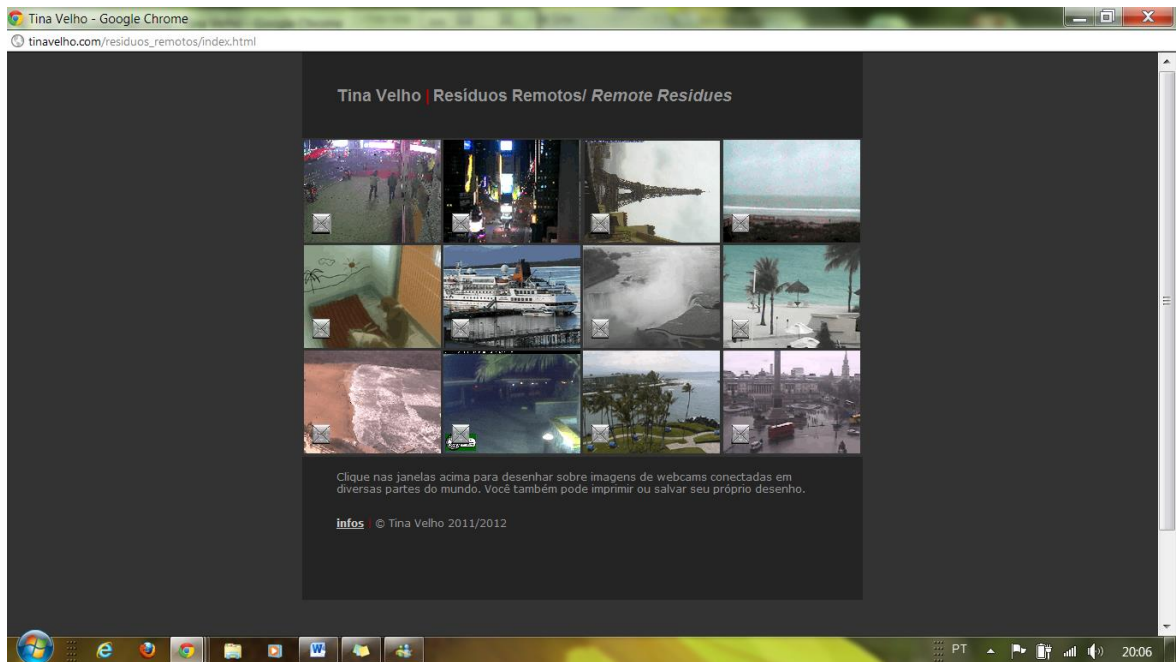 Tina Velho - Google Chrome
tinavelho.com/residuos_remotos/index.html
Tina Velho | Resíduos Remotos/ Remote Residues
Clique nas janelas acima para desenhar sobre imagens de webcams conectadas em
diversas partes do mundo. Você também pode imprimir ou salvar seu próprio desenho.
infos | © Tina Velho 2011/2012
PT 20:06